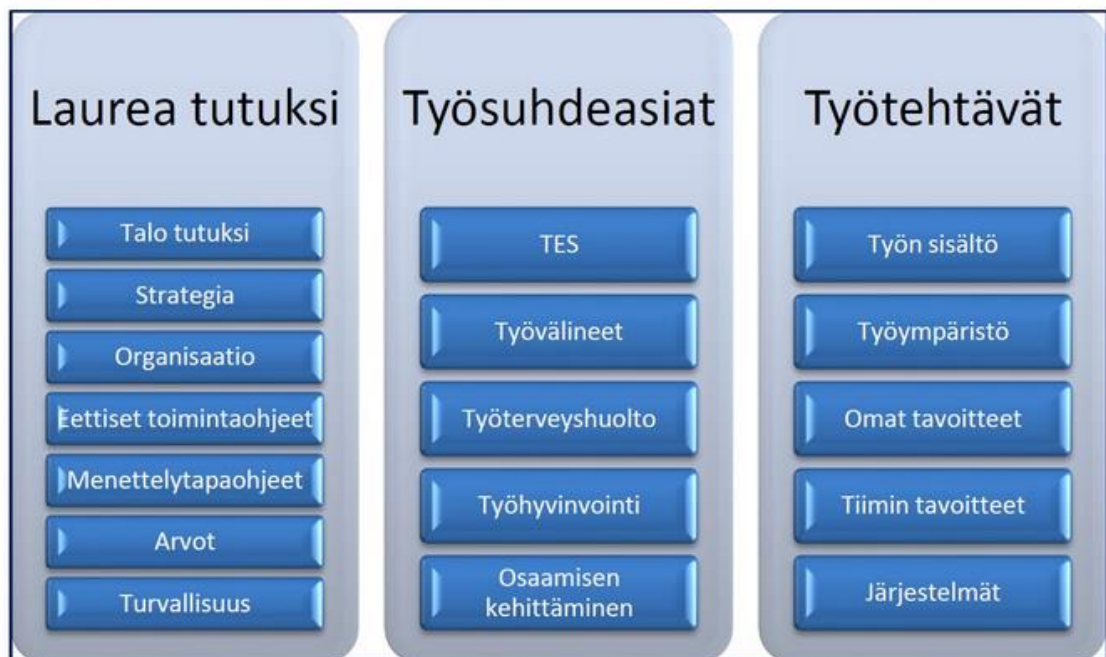 Laurea tutuksi
Talo tutuksi
Strategia
Organisaatio
Eettiset toimintaohjeet
Menettelytapaohjeet
Arvot
Turvallisuus
Työsuhdeasiat
TES
Työvälineet
Työterveyshuolto
Työhyvinvointi
Osaamisen
kehittäminen
Työtehtävät
Työn sisältö
Työympäristö
Omat tavoitteet
Tiimin tavoitteet
Järjestelmät